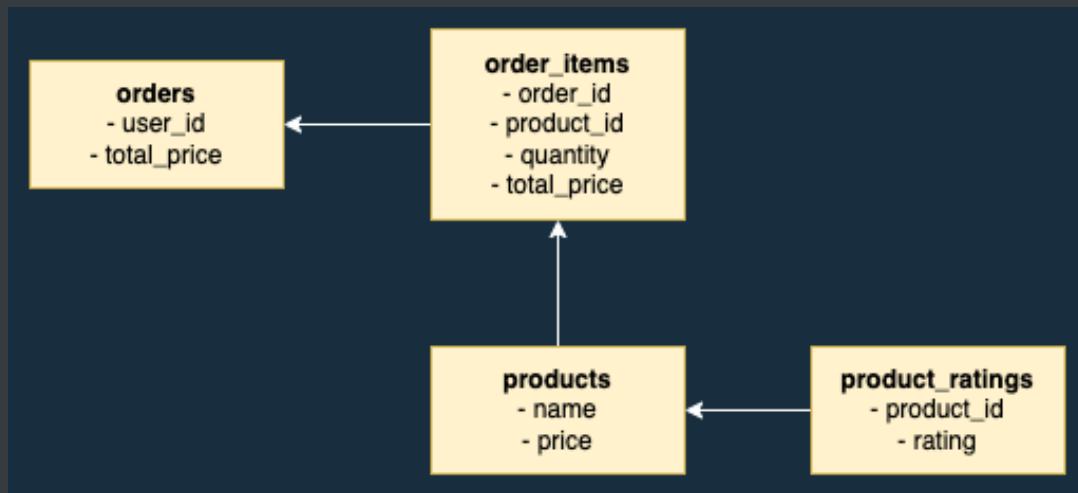 orders
- user_id
- total_price
order_items
- order_id
- product_id
- quantity
- total_price
products
- name
- price
product_ratings
- product_id
- rating